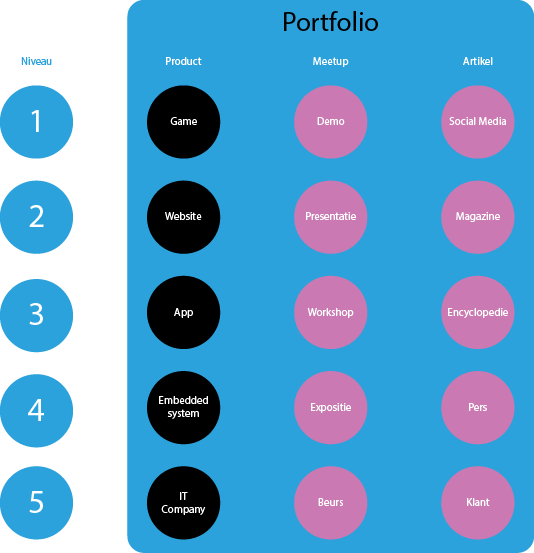 Portfolio
Niveau Product Meetup Artikel
1 Game Demo Social Media
2 Website Presentatie Magazine
3 App Workshop Encyclopedie
4 Embedded system Expositie Pers
5 IT Company Beurs Klant